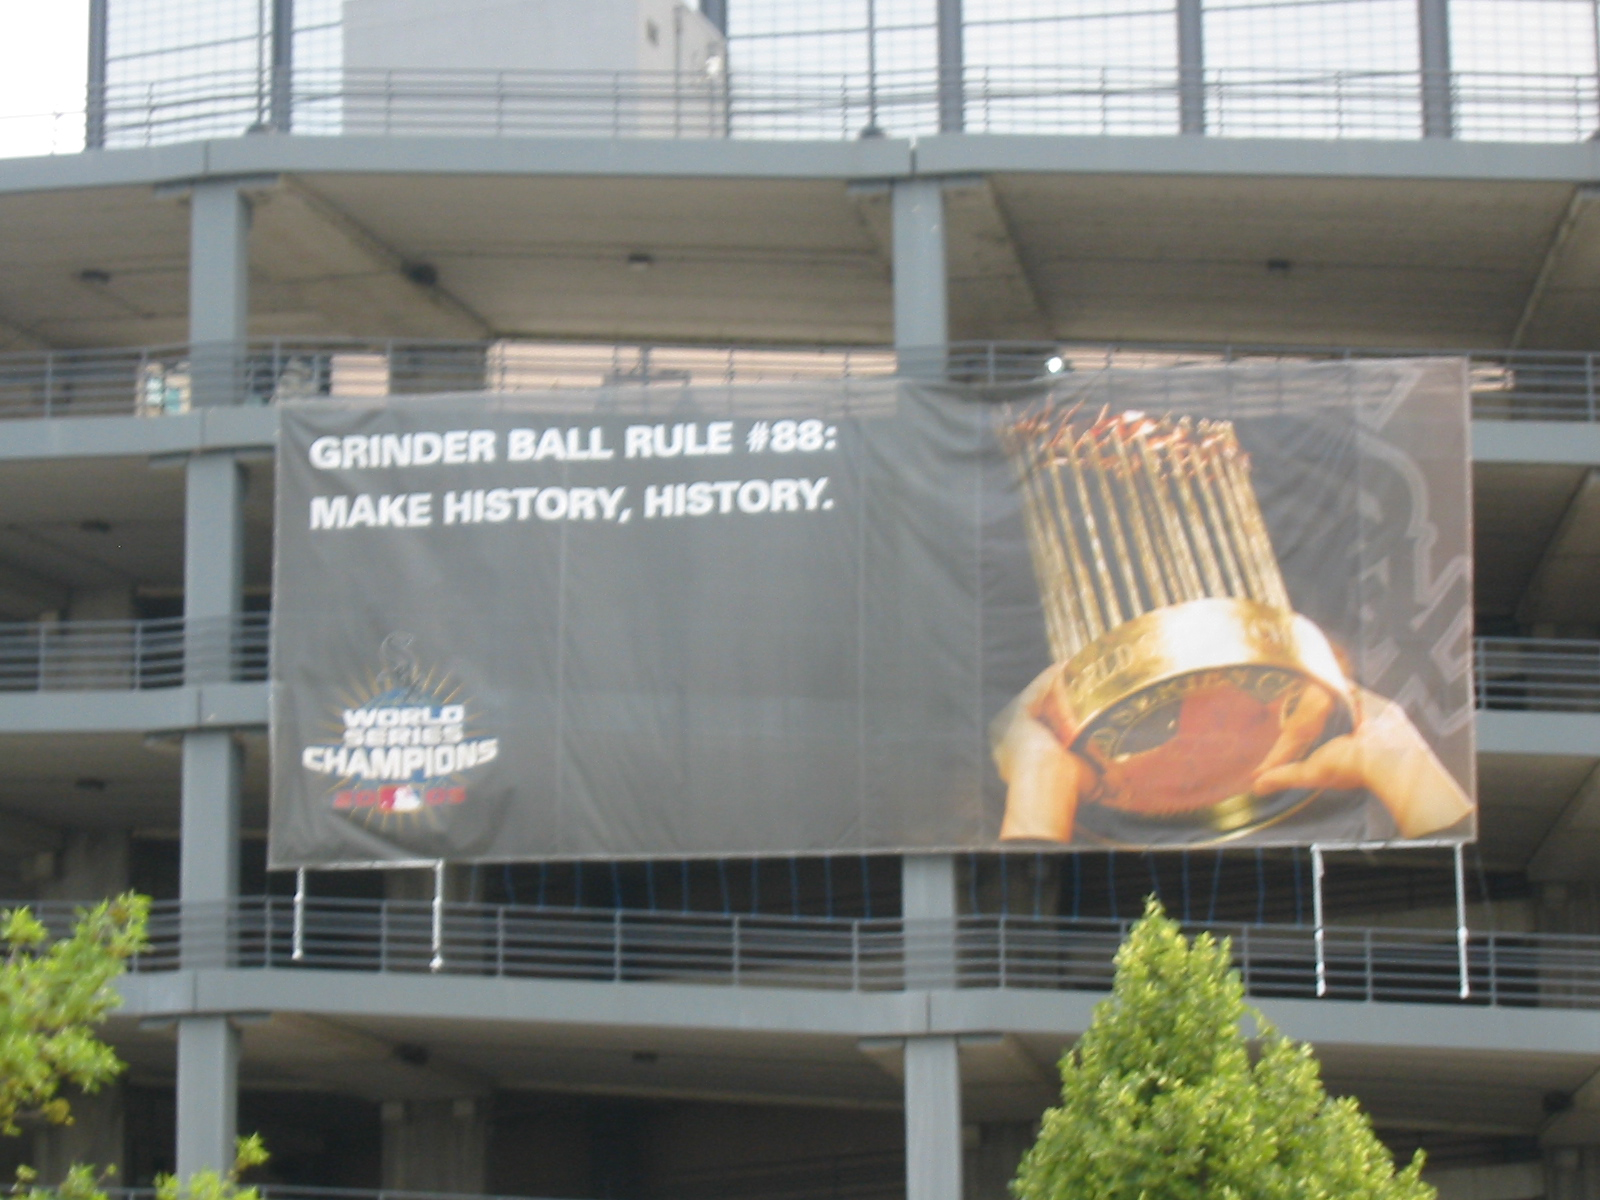 GRINDER BALL RULE #88:
MAKE HISTORY, HISTORY.
WORLD
SERIES
CHAMPIONS